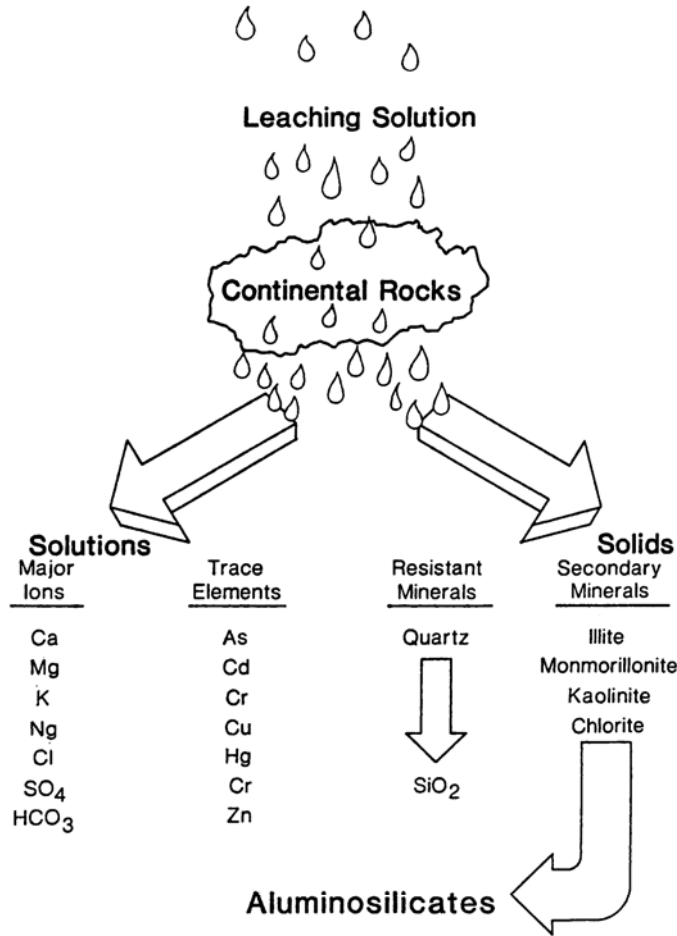 Leaching Solution
Continental Rocks
Solutions
Major
Ions
Ca
Mg
K
Ng
Cl
SO4
HCO3
Trace
Elements
As
Cd
Cr
Cu
Hg
Cr
Zn
Solids
Resistant
Minerals
Quartz
SiO2
Secondary
Minerals
Illite
Monmorillonite
Kaolinite
Chlorite
Aluminosilicates